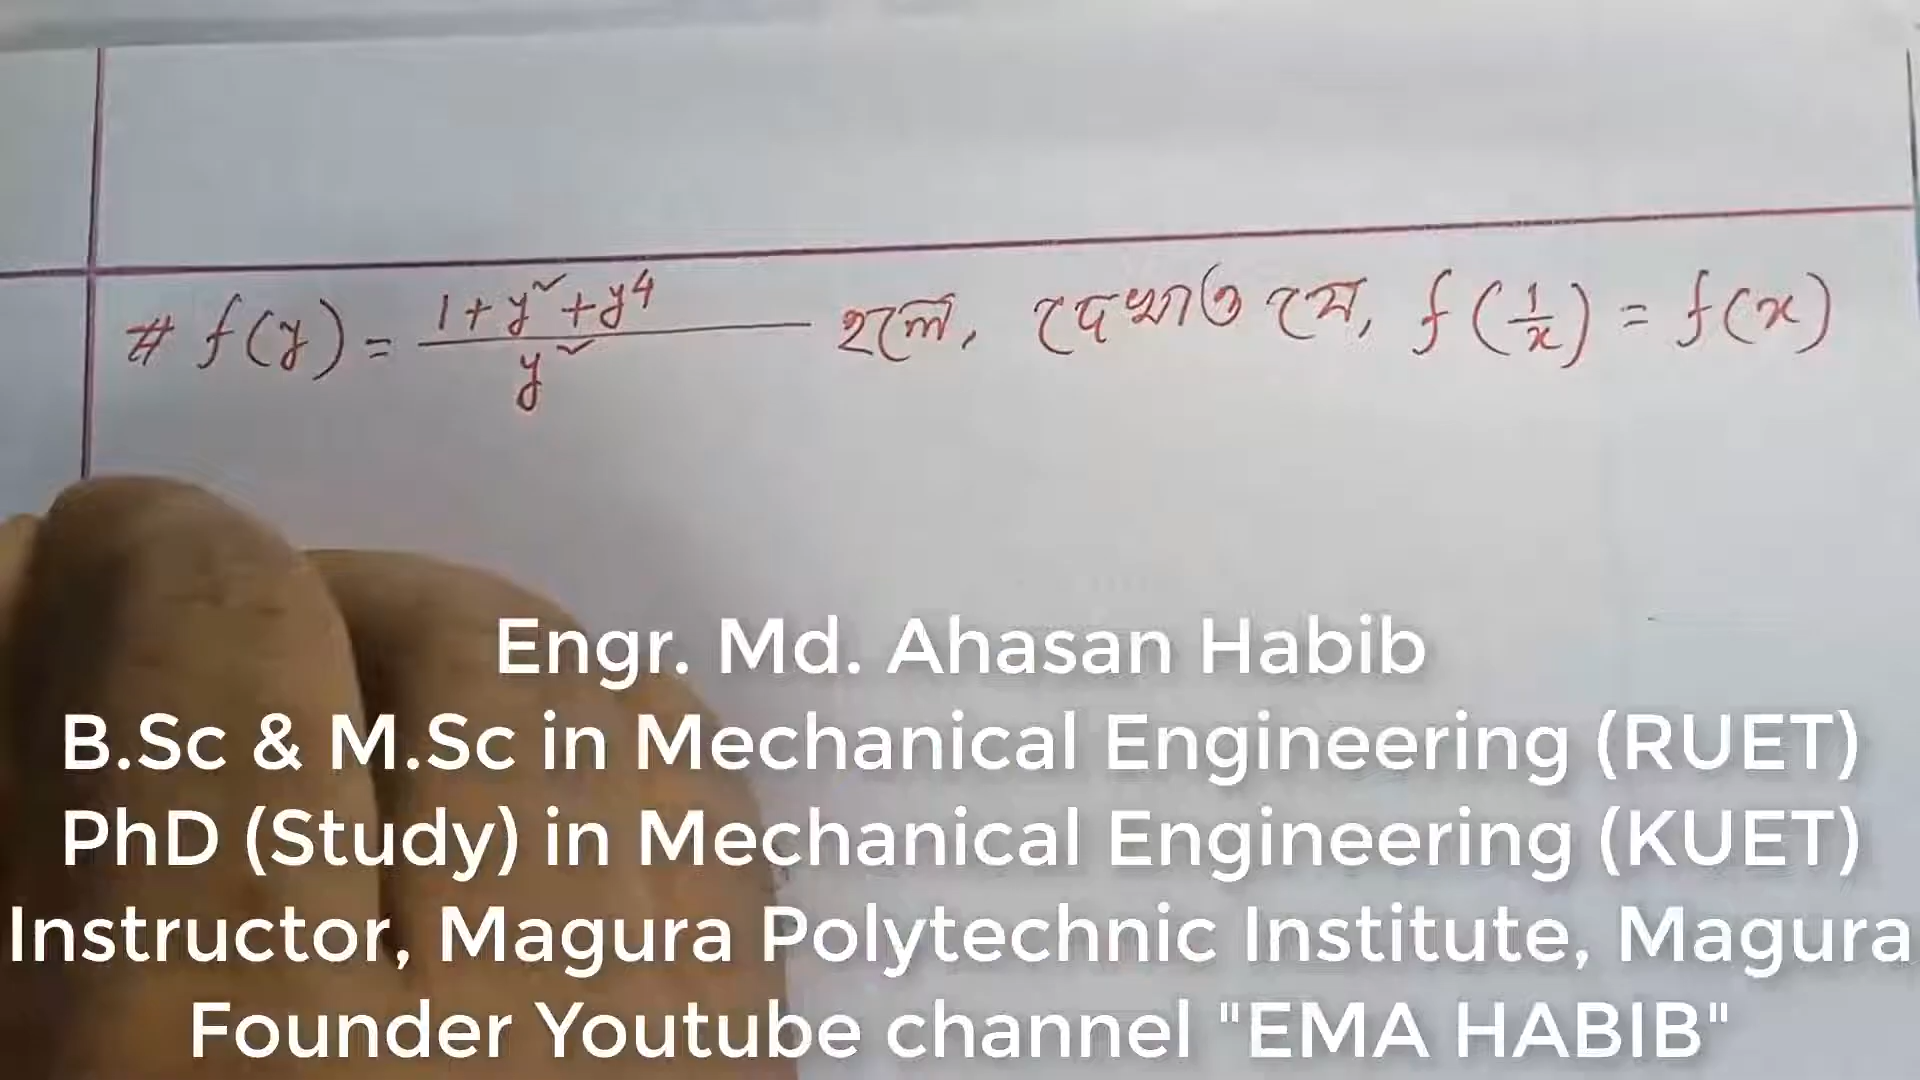 # f(y) = (1+y²+y⁴)/y² হলে, দেখাও যে, f(1/x) = f(x)
Engr. Md. Ahasan Habib
B.Sc & M.Sc in Mechanical Engineering (RUET)
PhD (Study) in Mechanical Engineering (KUET)
Instructor, Magura Polytechnic Institute, Magura
Founder Youtube channel "EMA HABIB"